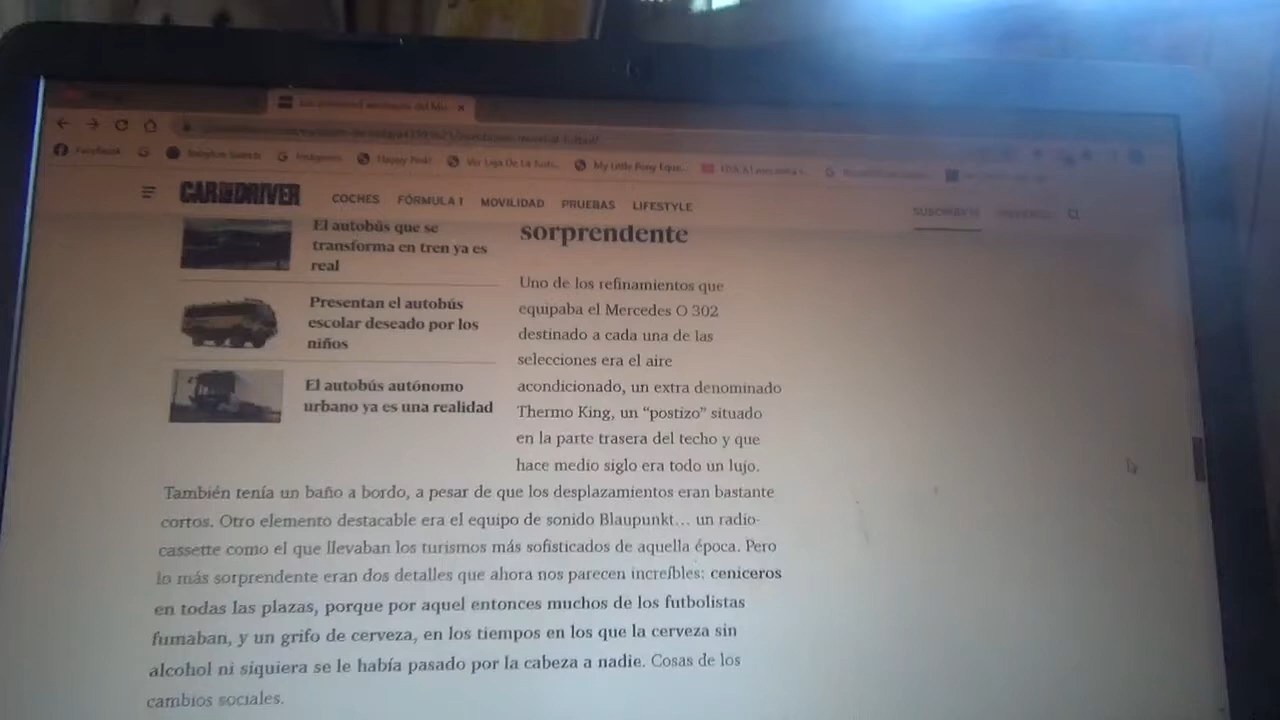 Facebook
Instagram
My Little Pony Eque...
CAR AND DRIVER
COCHES FÓRMULA 1 MOVILIDAD PRUEBAS LIFESTYLE
El autobús que se
transforma en tren ya es
real
Presentan el autobús
escolar deseado por los
niños
El autobús autónomo
urbano ya es una realidad
sorprendente
Uno de los refinamientos que
equipaba el Mercedes O 302
destinado a cada una de las
selecciones era el aire
acondicionado, un extra denominado
Thermo King, un “postizo” situado
en la parte trasera del techo y que
hace medio siglo era todo un lujo.
También tenía un baño a bordo, a pesar de que los desplazamientos eran bastante
cortos. Otro elemento destacable era el equipo de sonido Blaupunkt... un radio-
cassette como el que llevaban los turismos más sofisticados de aquella época. Pero
lo más sorprendente eran dos detalles que ahora nos parecen increíbles: ceniceros
en todas las plazas, porque por aquel entonces muchos de los futbolistas
fumaban, y un grifo de cerveza, en los tiempos en los que la cerveza sin
alcohol ni siquiera se le había pasado por la cabeza a nadie. Cosas de los
cambios sociales.